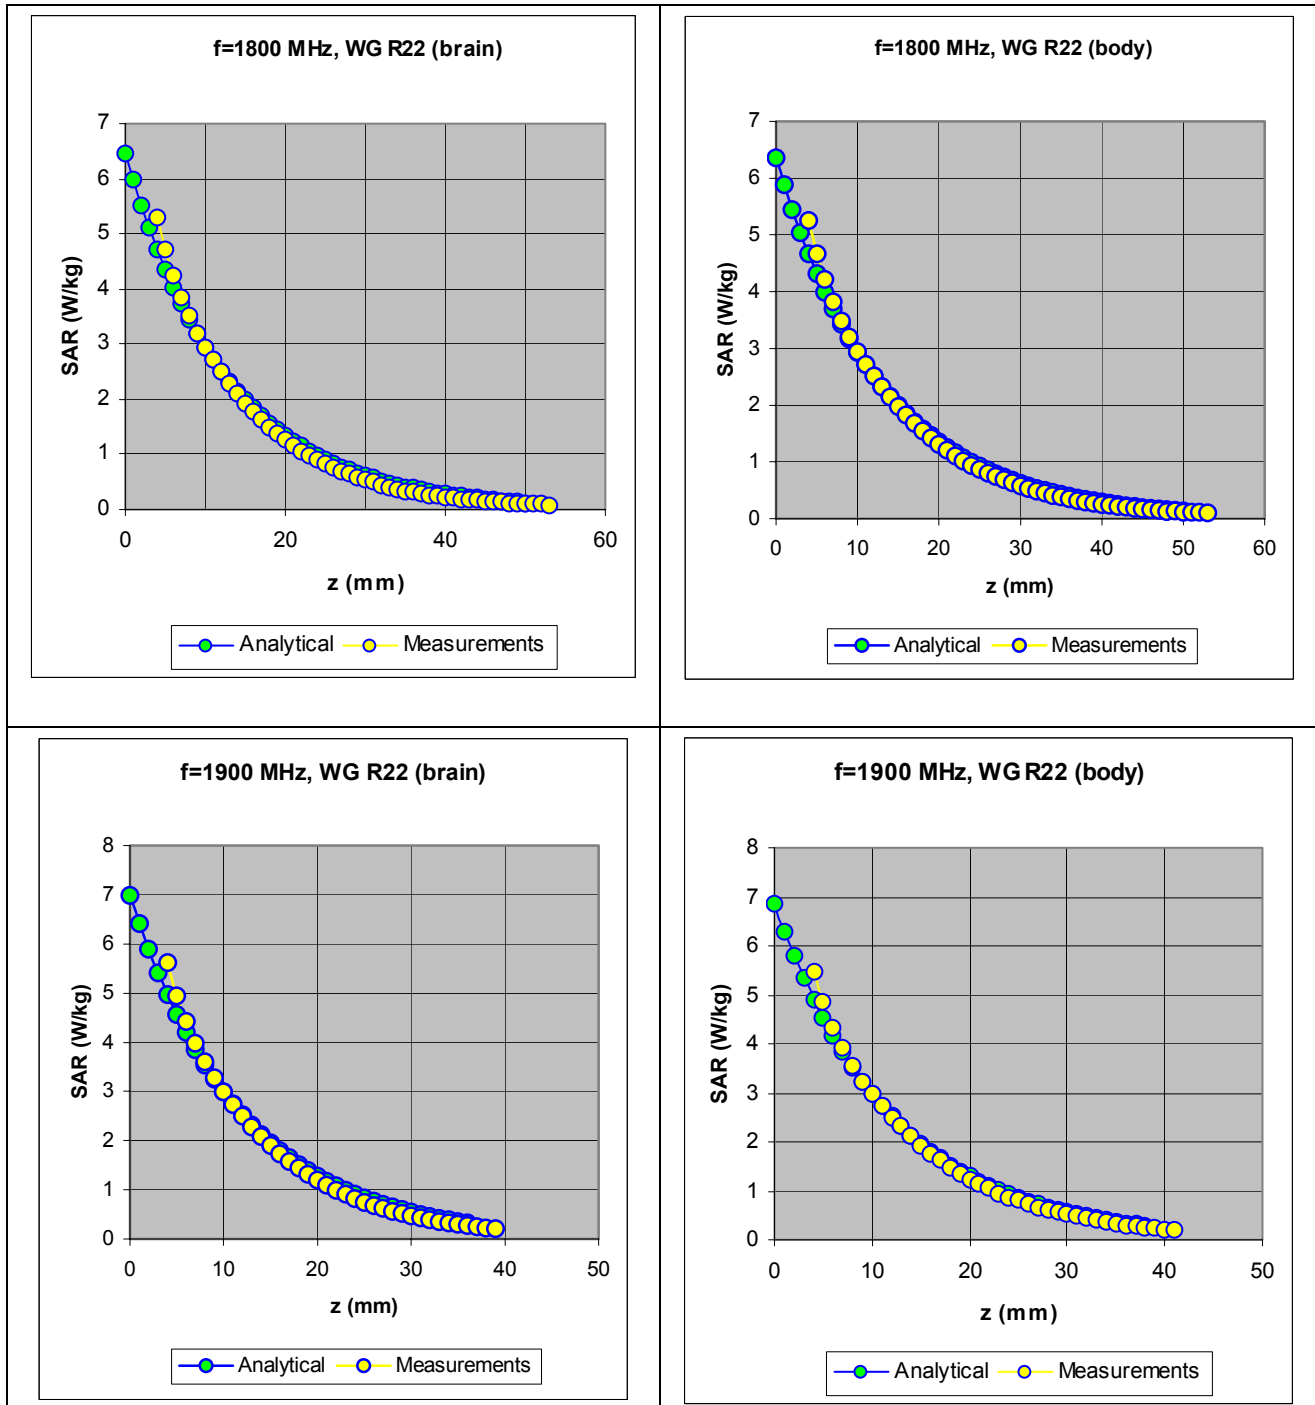 f=1800 MHz, WG R22 (brain)
7
6
5
4
3
2
1
0
SAR (W/kg)
0 20 40 60
z (mm)
Analytical Measurements
f=1800 MHz, WG R22 (body)
7
6
5
4
3
2
1
0
SAR (W/kg)
0 10 20 30 40 50 60
z (mm)
Analytical Measurements
f=1900 MHz, WG R22 (brain)
8
7
6
5
4
3
2
1
0
SAR (W/kg)
0 10 20 30 40 50
z (mm)
Analytical Measurements
f=1900 MHz, WG R22 (body)
8
7
6
5
4
3
2
1
0
SAR (W/kg)
0 10 20 30 40 50
z (mm)
Analytical Measurements